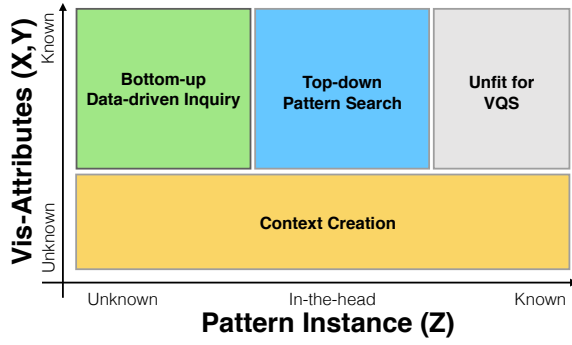 Vis-Attributes (X,Y)
Known
Unknown
Bottom-up
Data-driven Inquiry
Top-down
Pattern Search
Unfit for
VQS
Context Creation
Unknown
In-the-head
Known
Pattern Instance (Z)